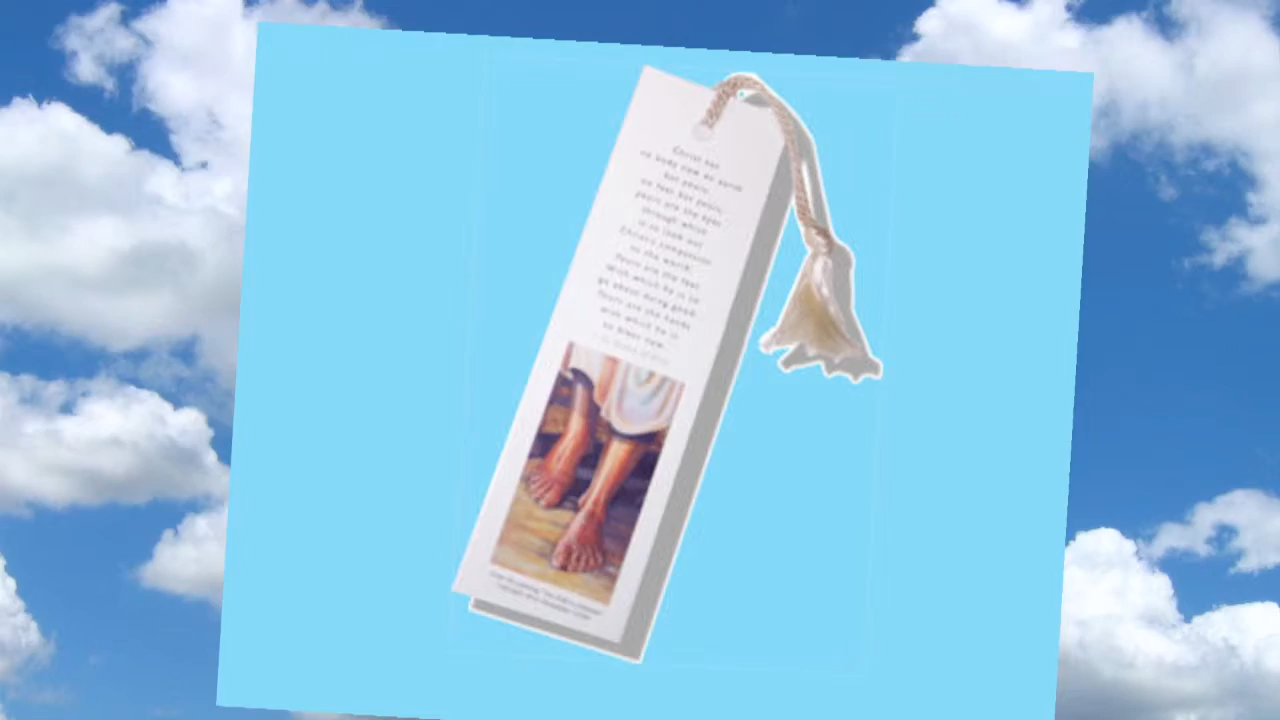 Christ has
no body now on earth
but yours,
no feet but yours,
yours are the eyes
through which
is to look out
Christ's compassion
to the world;
Yours are the feet
with which he is to
go about doing good;
Yours are the hands
with which he is
to bless now.